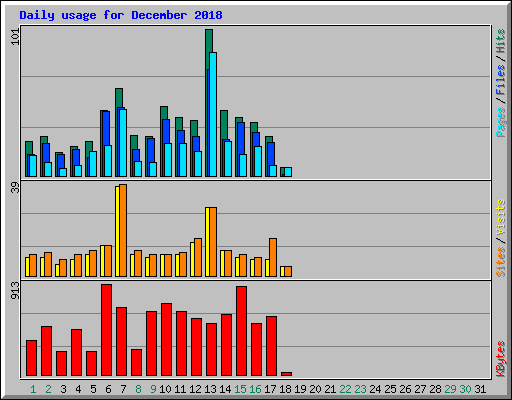 Daily usage for December 2018
101
Pages/Files/Hits
39
Sites/Visits
913
KBytes
1 2 3 4 5 6 7 8 9 10 11 12 13 14 15 16 17 18 19 20 21 22 23 24 25 26 27 28 29 30 31